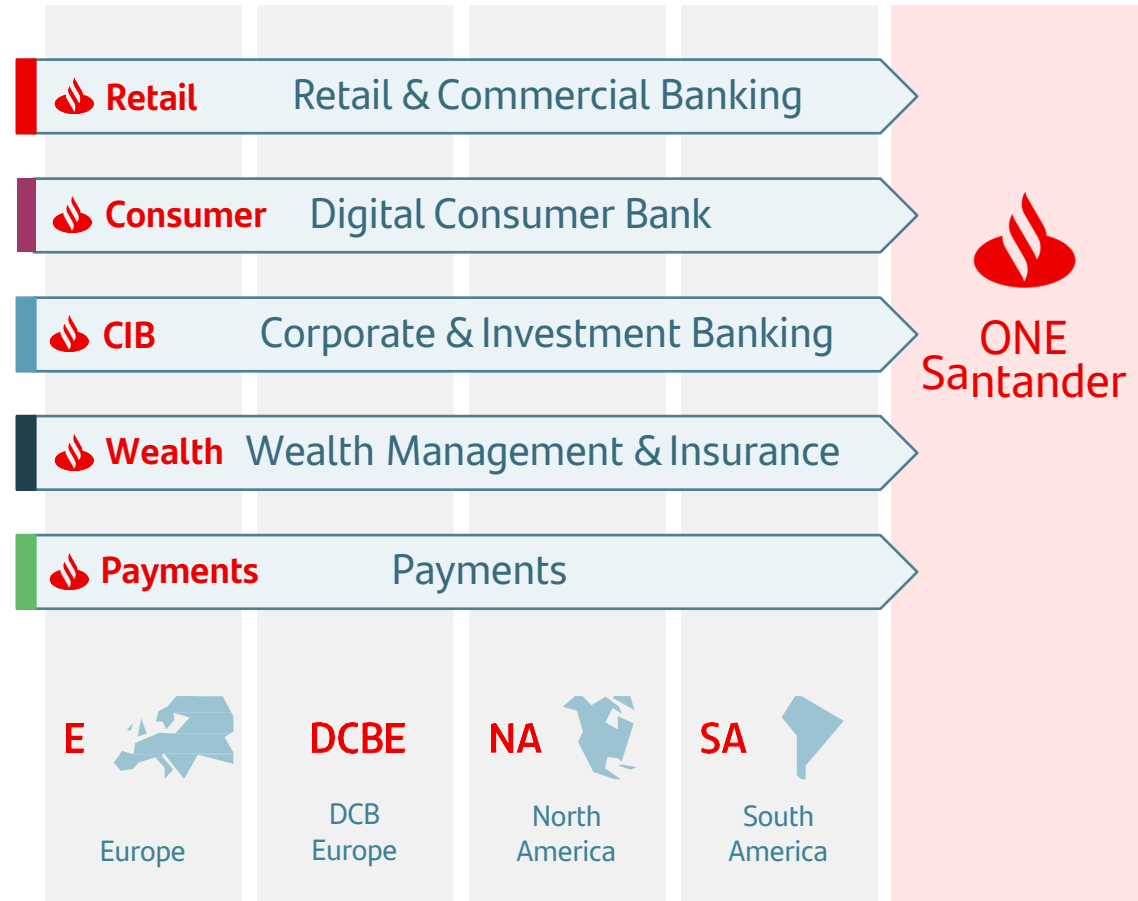 Retail Retail & Commercial Banking
Consumer Digital Consumer Bank
CIB Corporate & Investment Banking
Wealth Wealth Management & Insurance
Payments Payments
ONE
Santander
E
Europe
DCBE
DCB
Europe
NA
North
America
SA
South
America